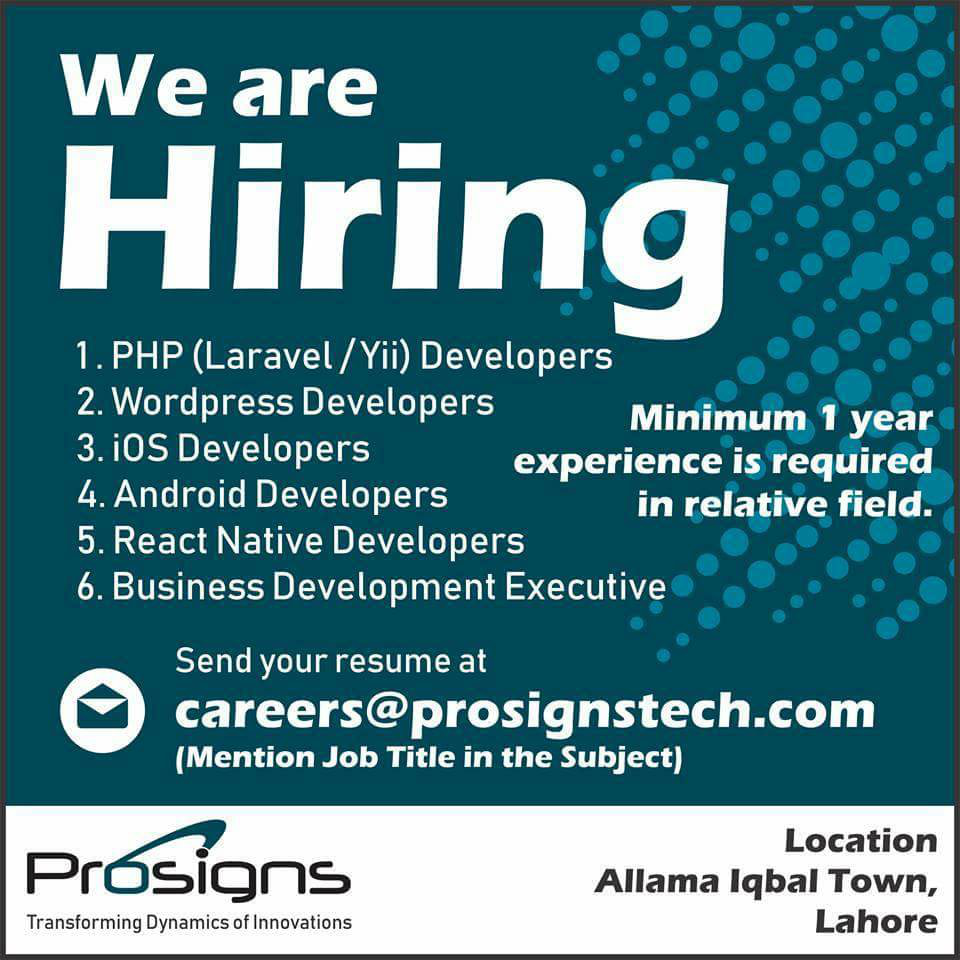 We are
Hiring
1. PHP (Laravel / Yii) Developers
2. Wordpress Developers
3. iOS Developers
4. Android Developers
5. React Native Developers
6. Business Development Executive
Minimum 1 year
experience is required
in relative field.
Send your resume at
careers@prosignstech.com
(Mention Job Title in the Subject)
Prosigns
Transforming Dynamics of Innovations
Location
Allama Iqbal Town,
Lahore